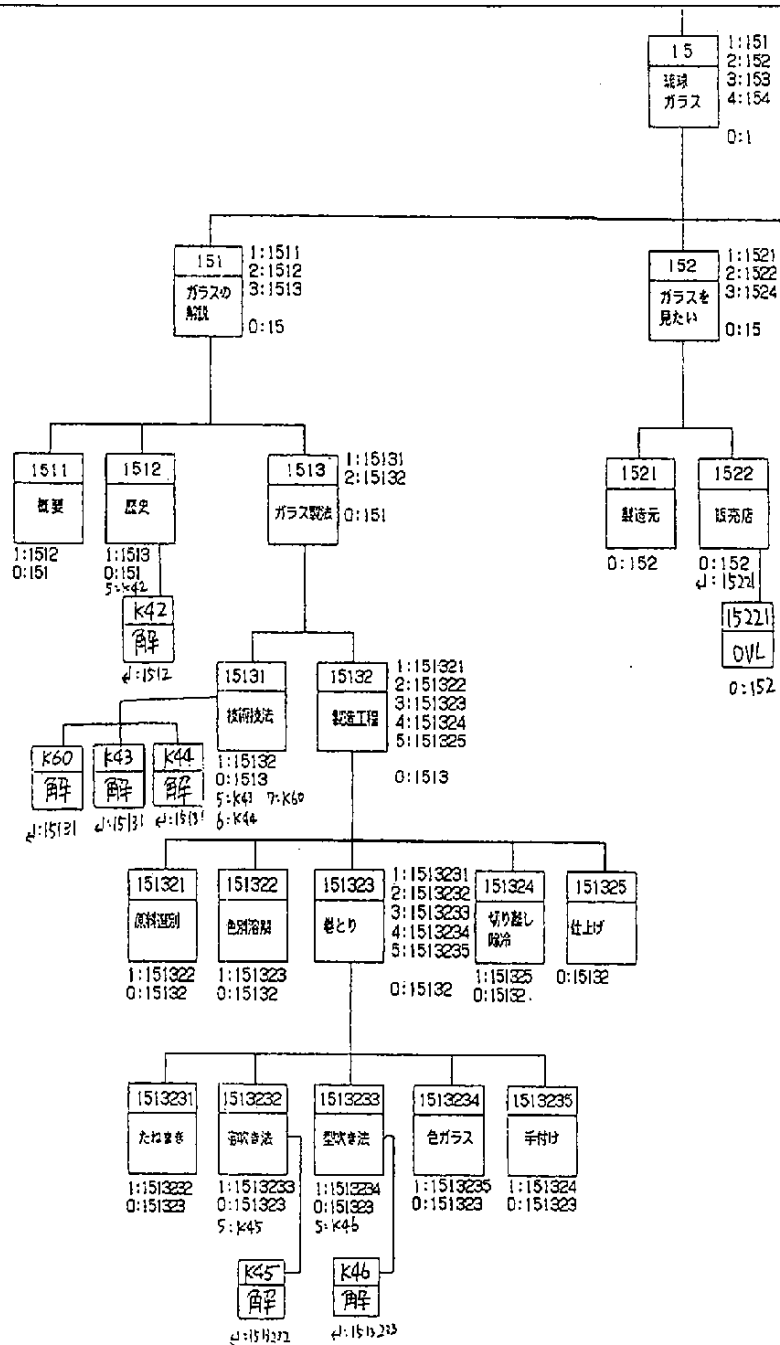 15
琉球
ガラス
1:151
2:152
3:153
4:154
0:1
151
ガラスの
解説
1:1511
2:1512
3:1513
0:15
152
ガラスを
見たい
1:1521
2:1522
3:1524
0:15
1511
概要
1:1512
0:151
1512
歴史
1:1513
0:151
5:K42
K42
解
↲:1512
1513
ガラス製法
1:15131
2:15132
0:151
1521
製造元
0:152
1522
販売店
0:152
↲:15221
15221
OVL
0:152
15131
技術技法
1:15132
0:1513
5:K43 7:K60
6:K44
15132
製造工程
1:151321
2:151322
3:151323
4:151324
5:151325
0:1513
K60
解
↲:15131
K43
解
↲:15131
K44
解
↲:15131
151321
原料選別
1:151322
0:15132
151322
色別溶解
1:151323
0:15132
151323
巻とり
1:1513231
2:1513232
3:1513233
4:1513234
5:1513235
0:15132
151324
切り離し
除冷
1:151325
0:15132
151325
仕上げ
0:15132
1513231
たねまき
1:1513232
0:151323
1513232
宙吹き法
1:1513233
0:151323
5:K45
K45
解
↲:1513232
1513233
型吹き法
1:1513234
0:151323
5:K46
K46
解
↲:1513233
1513234
色ガラス
1:1513235
0:151323
1513235
手付け
1:151324
0:151323